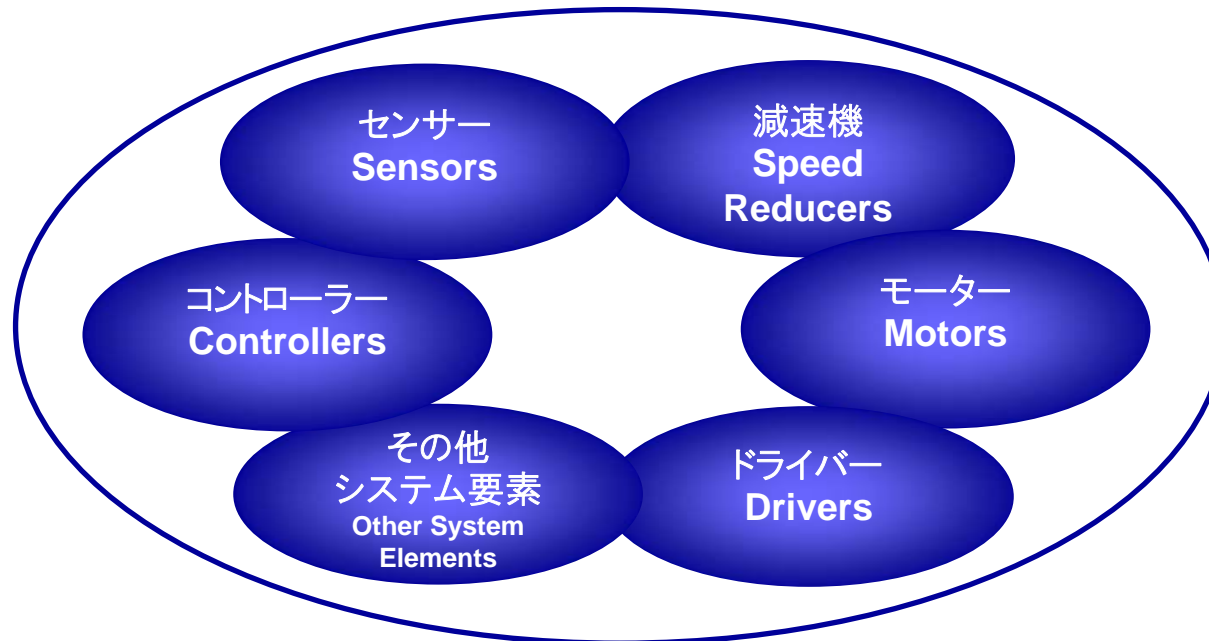 センサー
Sensors
減速機
Speed
Reducers
コントローラー
Controllers
モーター
Motors
その他
システム要素
Other System
Elements
ドライバー
Drivers